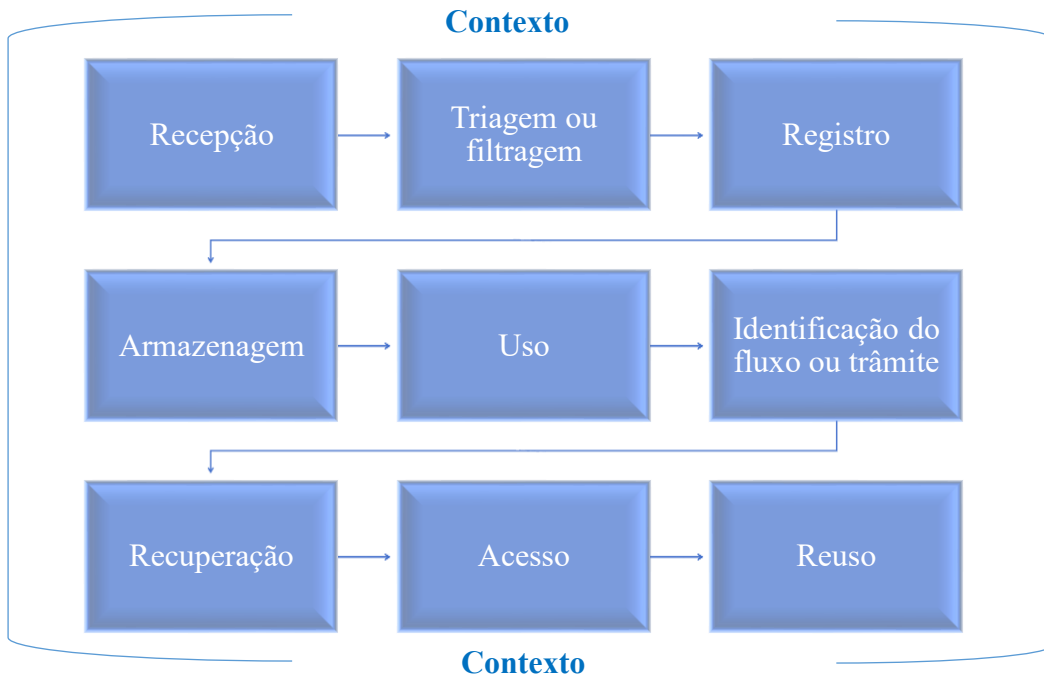 Contexto
Recepção
Triagem ou
filtragem
Registro
Armazenagem
Uso
Identificação do
fluxo ou trâmite
Recuperação
Acesso
Reuso
Contexto